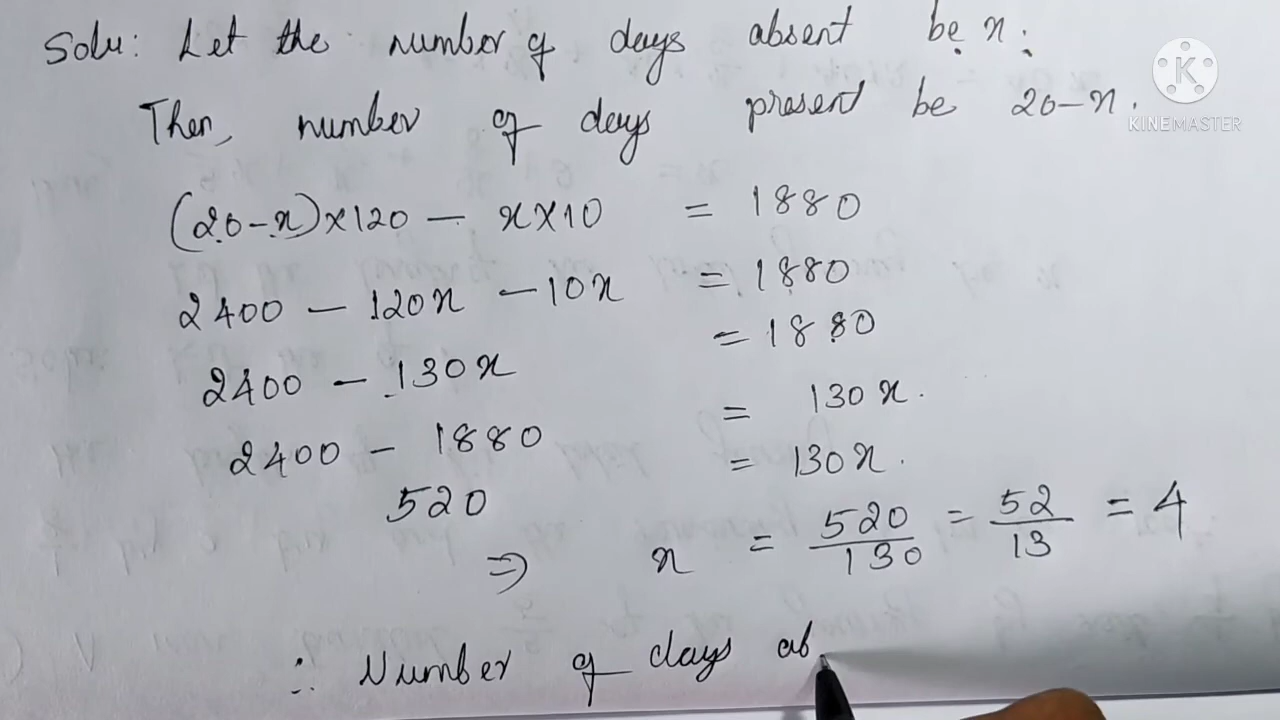 Solu: Let the number of days absent be x.
Then, number of days present be 20-x.
(20-x)×120 - x×10 = 1880
2400 - 120x - 10x = 1880
2400 - 130x = 1880
2400 - 1880 = 130x.
520 = 130x.
⇒ x = 520/130 = 52/13 = 4
∴ Number of days ab
K
KINEMASTER